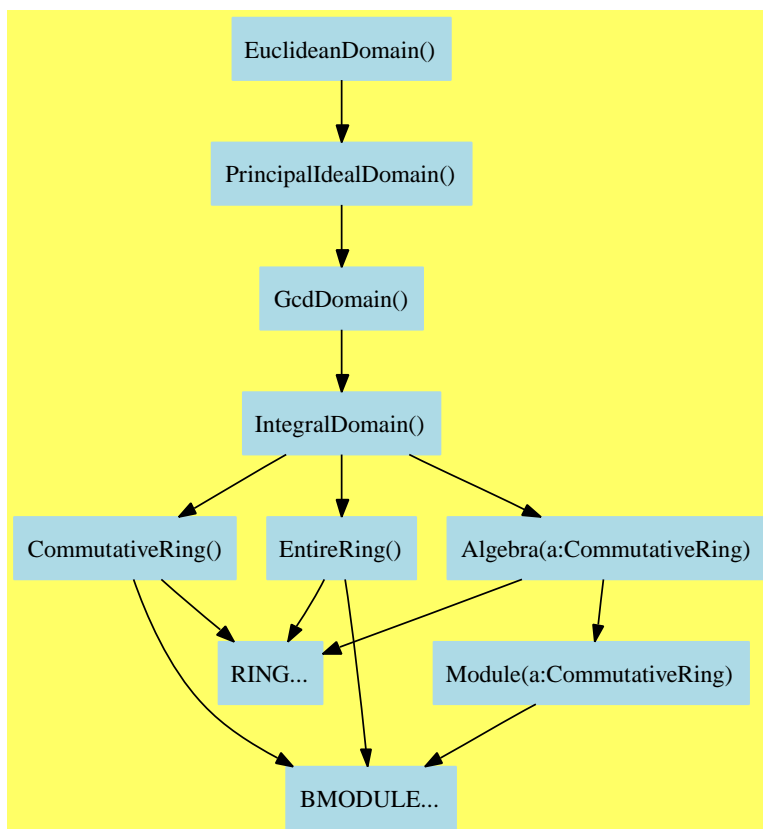 EuclideanDomain()
PrincipalIdealDomain()
GcdDomain()
IntegralDomain()
CommutativeRing()
EntireRing()
Algebra(a:CommutativeRing)
RING...
Module(a:CommutativeRing)
BMODULE...